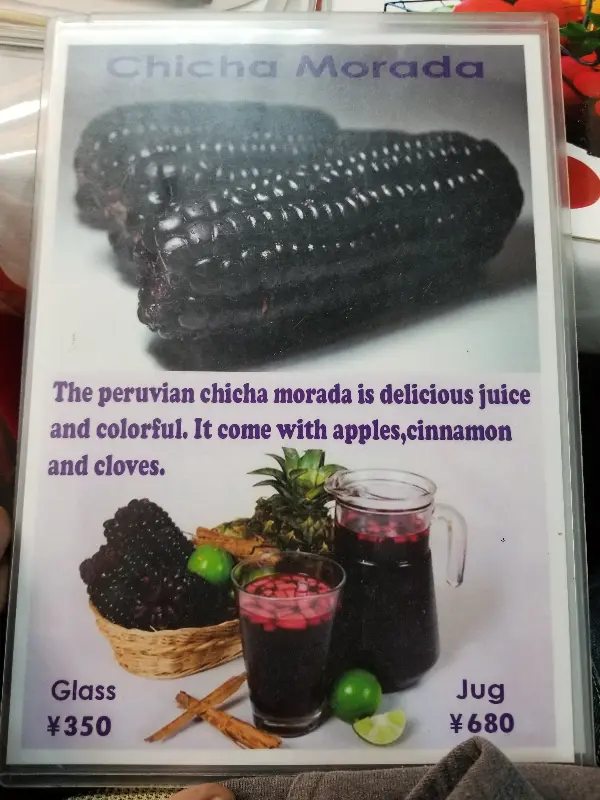 Chicha Morada
The peruvian chicha morada is delicious juice
and colorful. It come with apples,cinnamon
and cloves.
Glass
¥350
Jug
¥680